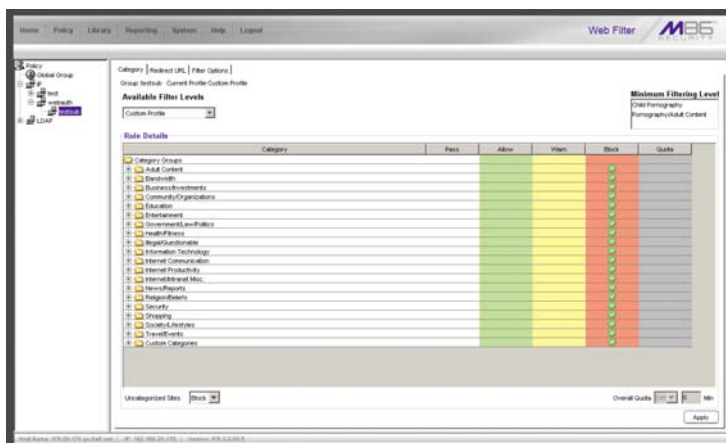 Home Policy Library Reporting System Help Logout
Web Filter M86 SECURITY
Policy
Global Group
IP
test
webauth
testsub
LDAP
Category Redirect URL Filter Options
Group: testsub Current Profile:Custom Profile
Available Filter Levels
Custom Profile
Minimum Filtering Level
Child Pornography
Pornography/Adult Content
Rule Details
Category Pass Allow Warn Block Quota
Category Groups
Adult Content
Bandwidth
Business/Investments
Community/Organizations
Education
Entertainment
Government/Law/Politics
Health/Fitness
Illegal/Questionable
Information Technology
Internet Communication
Internet Productivity
Internet/Intranet Misc.
News/Reports
Religion/Beliefs
Security
Shopping
Society/Lifestyles
Travel/Events
Custom Categories
Uncategorized Sites Block
Overall Quota Min
Apply